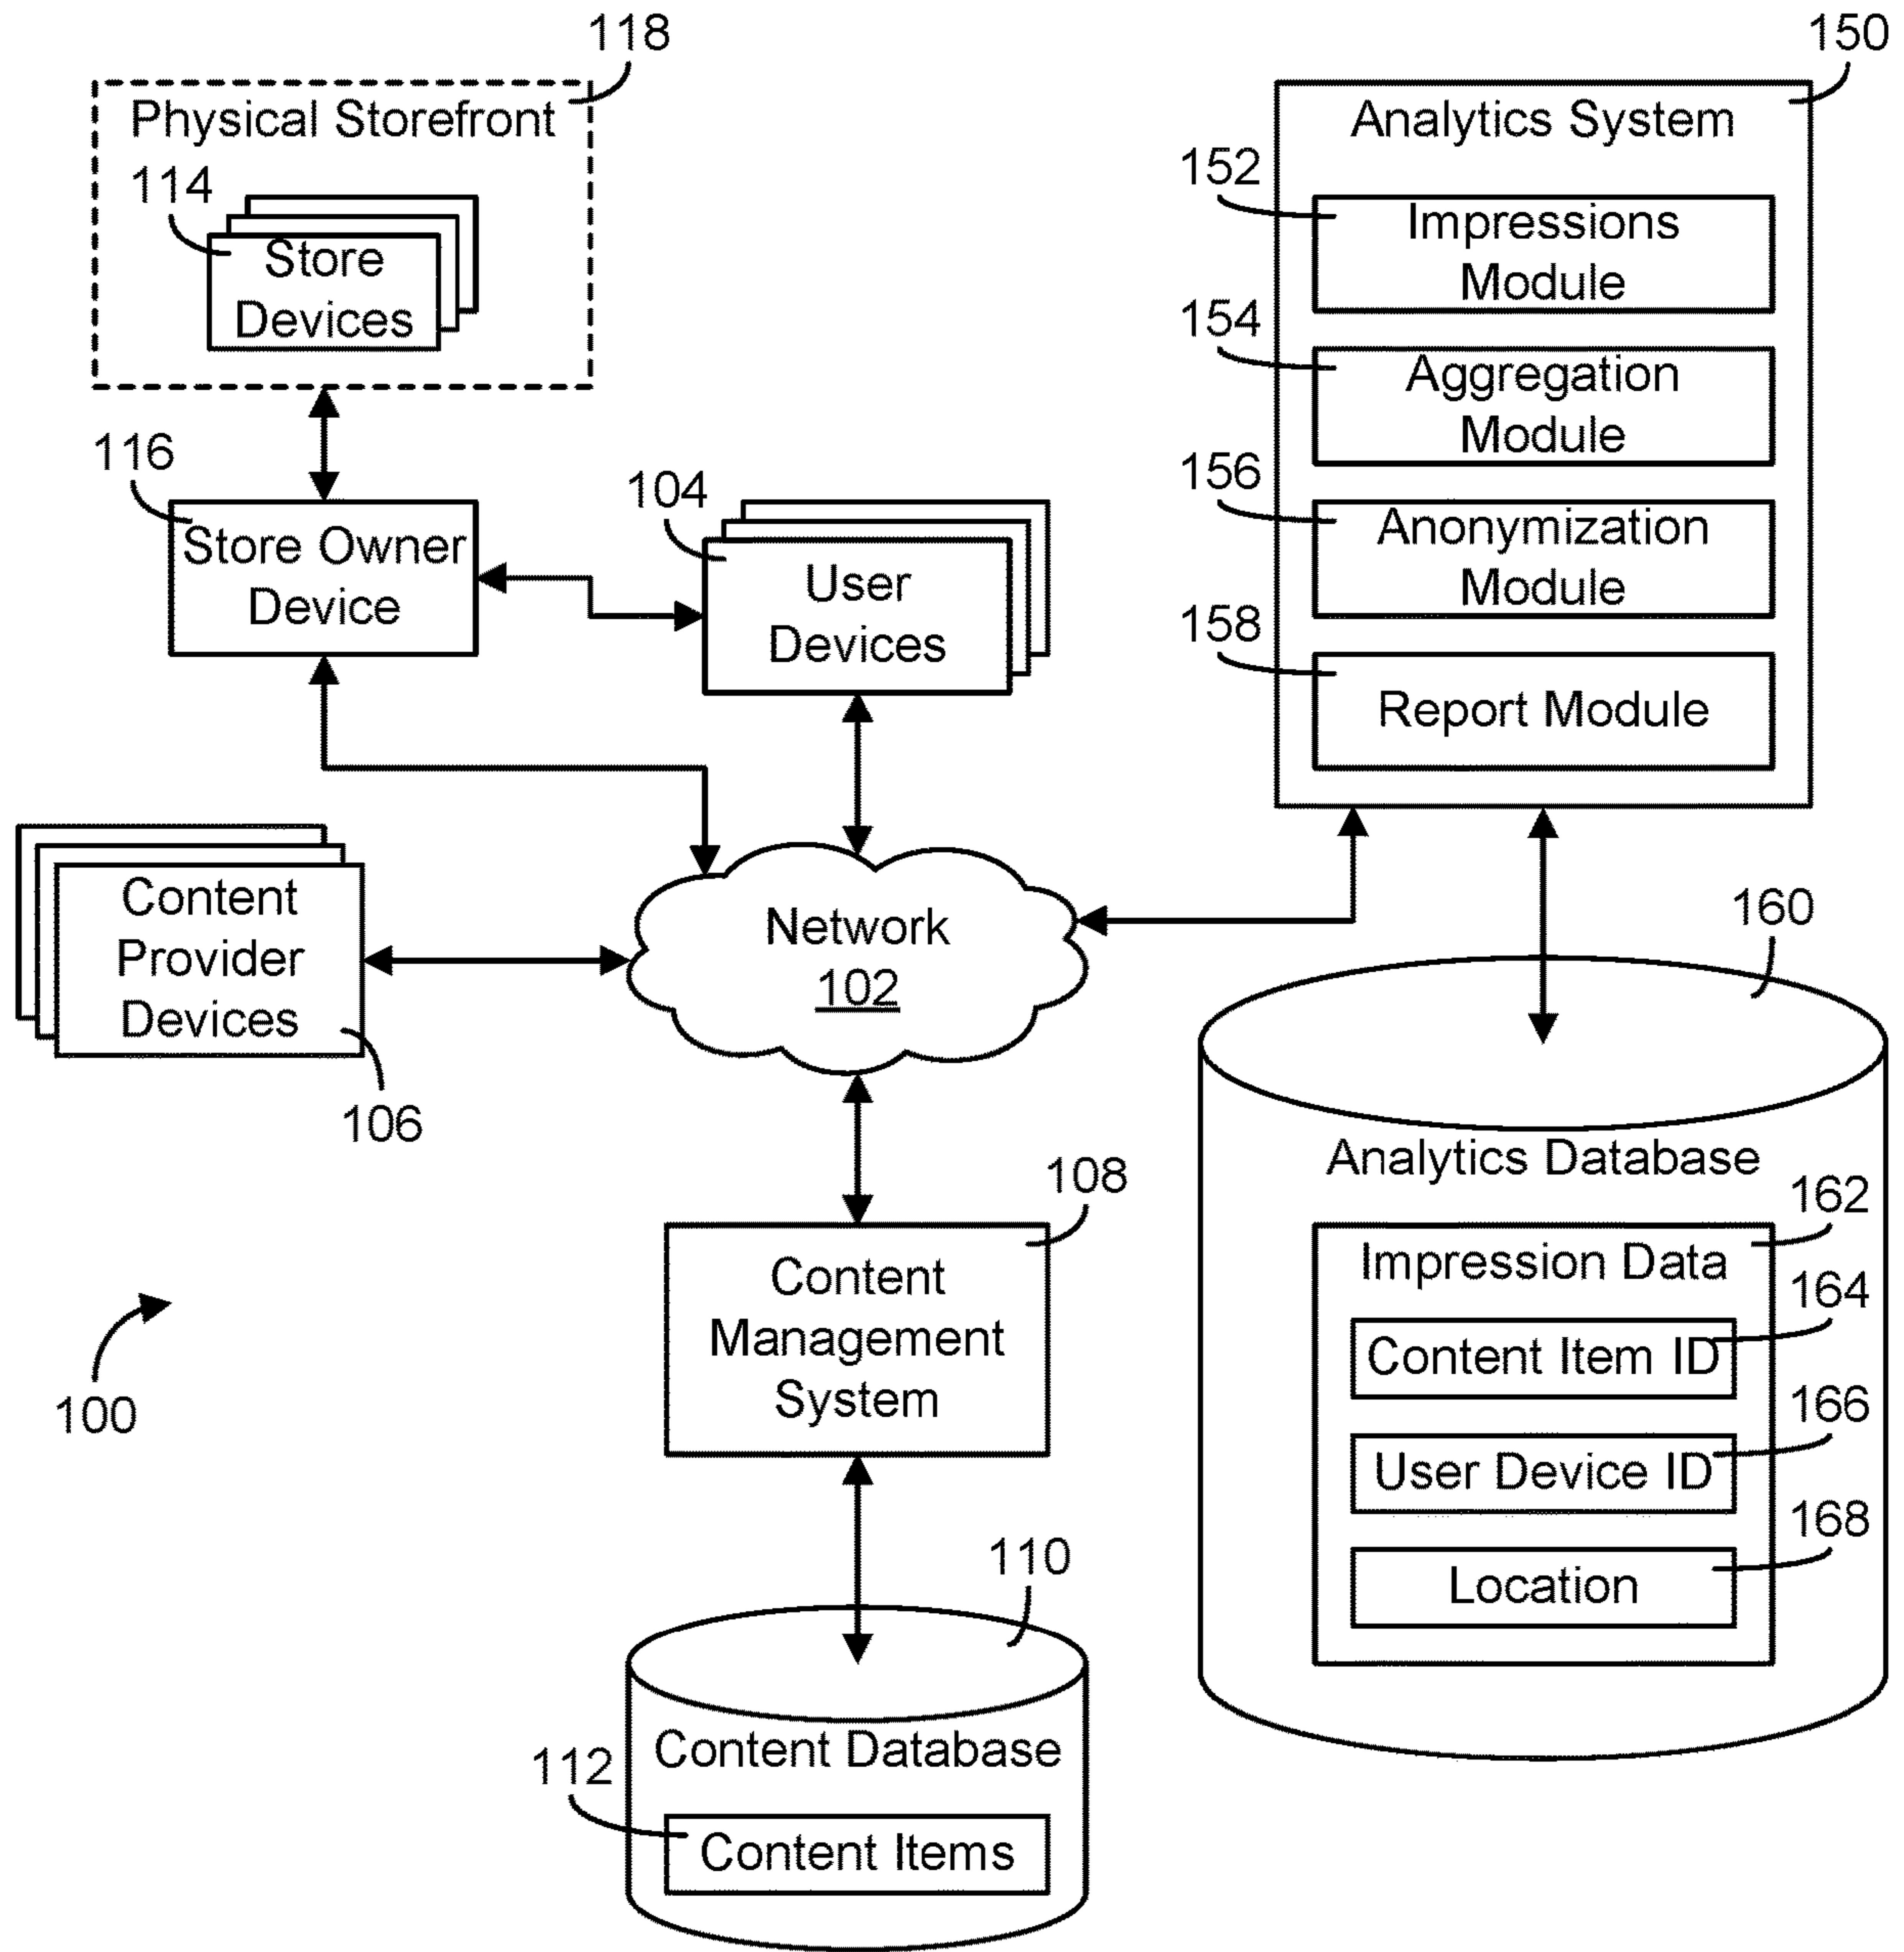 118
Physical Storefront
114
Store
Devices
116
Store Owner
Device
104
User
Devices
Content
Provider
Devices
106
Network
102
108
Content
Management
System
100
110
Content Database
112
Content Items
150
Analytics System
152
Impressions
Module
154
Aggregation
Module
156
Anonymization
Module
158
Report Module
160
Analytics Database
162
Impression Data
164
Content Item ID
166
User Device ID
168
Location